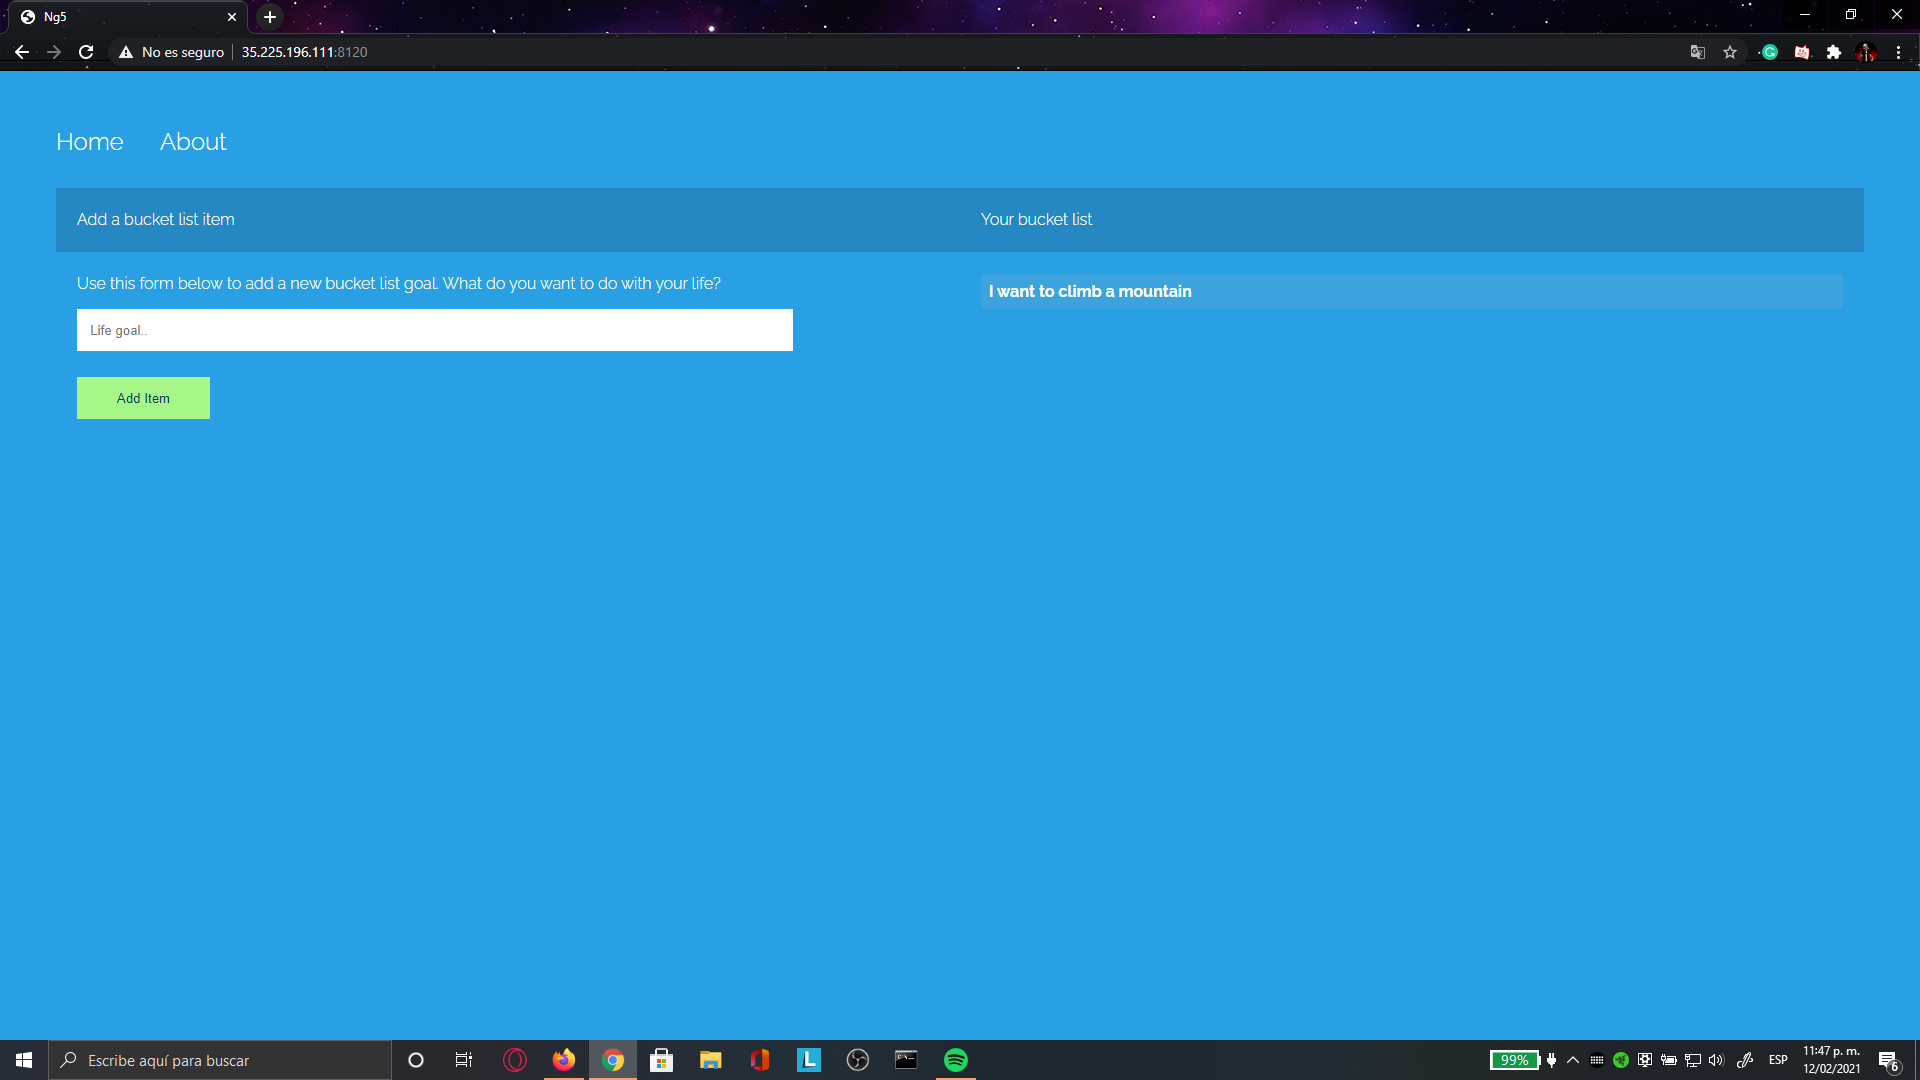 Ng5
No es seguro
35.225.196.111:8120
Home
About
Add a bucket list item
Your bucket list
Use this form below to add a new bucket list goal. What do you want to do with your life?
I want to climb a mountain
Life goal..
Add Item
Escribe aquí para buscar
L
99%
ESP
11:47 p. m.
12/02/2021
6